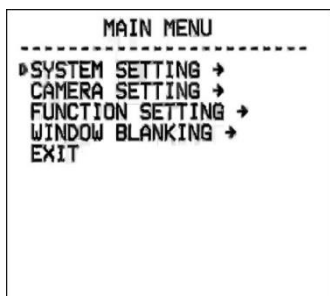 MAIN MENU
SYSTEM SETTING →
CAMERA SETTING →
FUNCTION SETTING →
WINDOW BLANKING →
EXIT